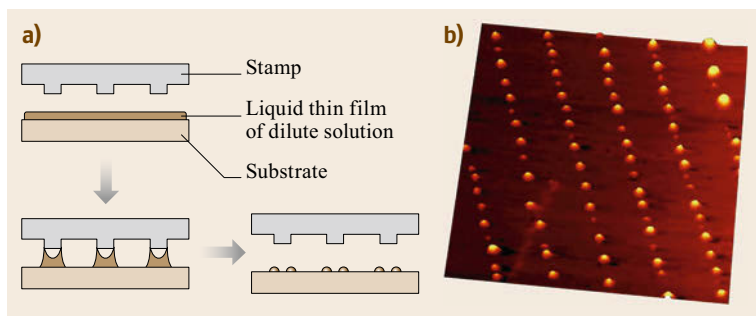 a)
Stamp
Liquid thin film
of dilute solution
Substrate
b)